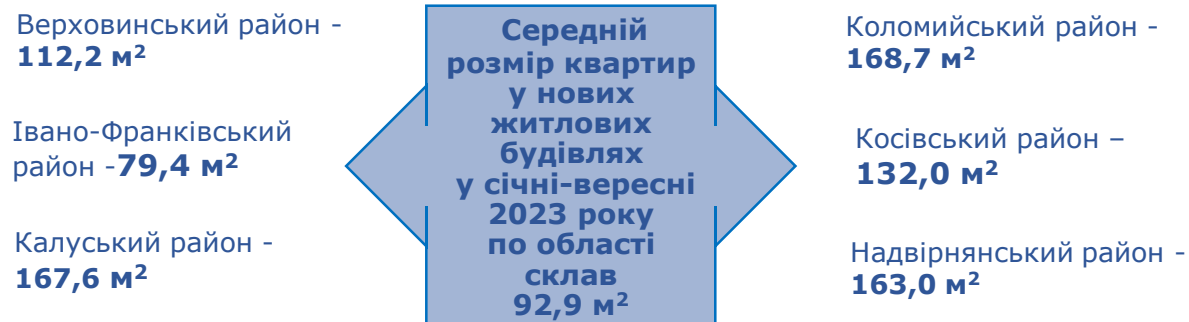 Верховинський район -
112,2 м²
Івано-Франківський
район -79,4 м²
Калуський район -
167,6 м²
Середній
розмір квартир
у нових
житлових
будівлях
у січні-вересні
2023 року
по області
склав
92,9 м²
Коломийський район -
168,7 м²
Косівський район –
132,0 м²
Надвірнянський район -
163,0 м²